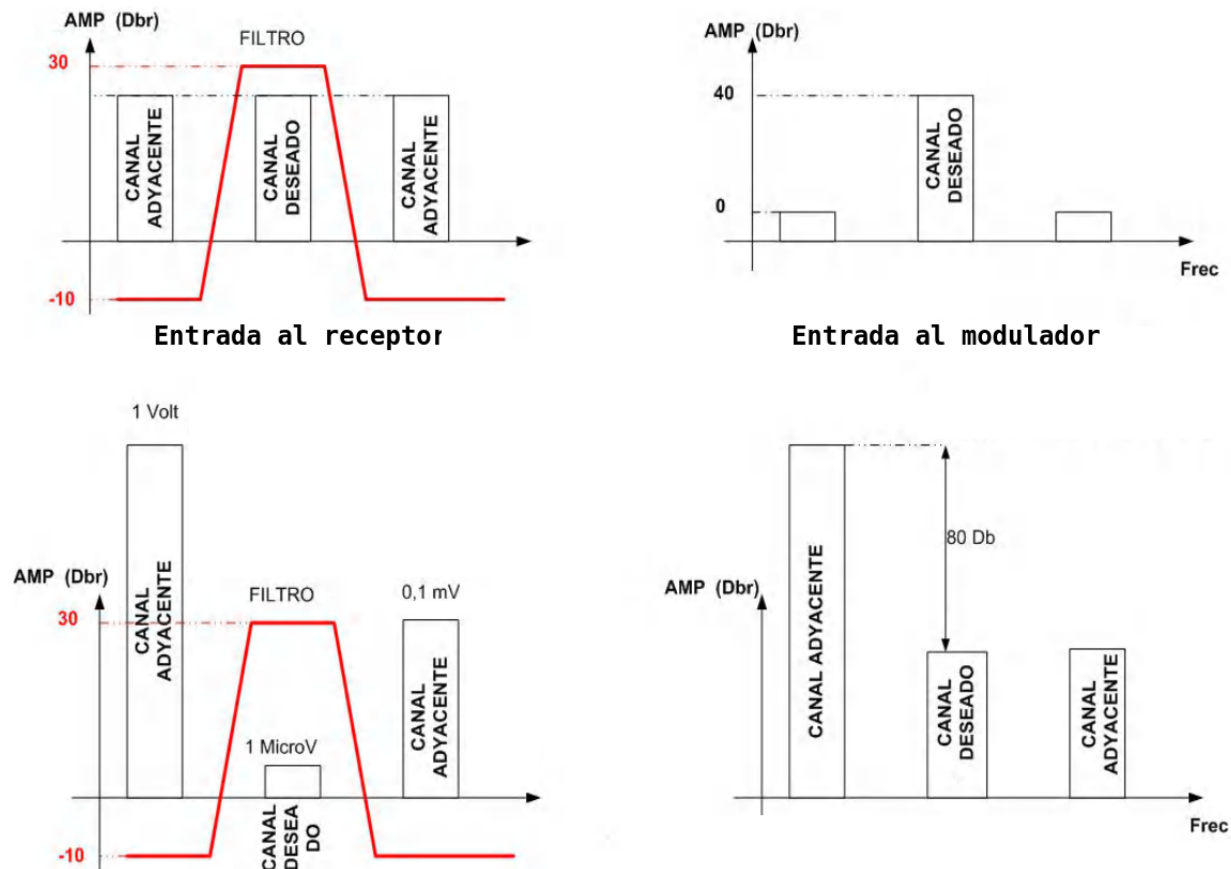 AMP (Dbr)
FILTRO
30
CANAL
ADYACENTE
CANAL
DESEADO
CANAL
ADYACENTE
-10
Entrada al receptor
AMP (Dbr)
40
CANAL
DESEADO
0
Frec
Entrada al modulador
1 Volt
AMP (Dbr)
CANAL
ADYACENTE
FILTRO
0,1 mV
30
1 MicroV
CANAL
ADYACENTE
CANAL
DESEA
DO
-10
80 Db
AMP (Dbr)
CANAL ADYACENTE
CANAL
DESEADO
CANAL
ADYACENTE
Frec